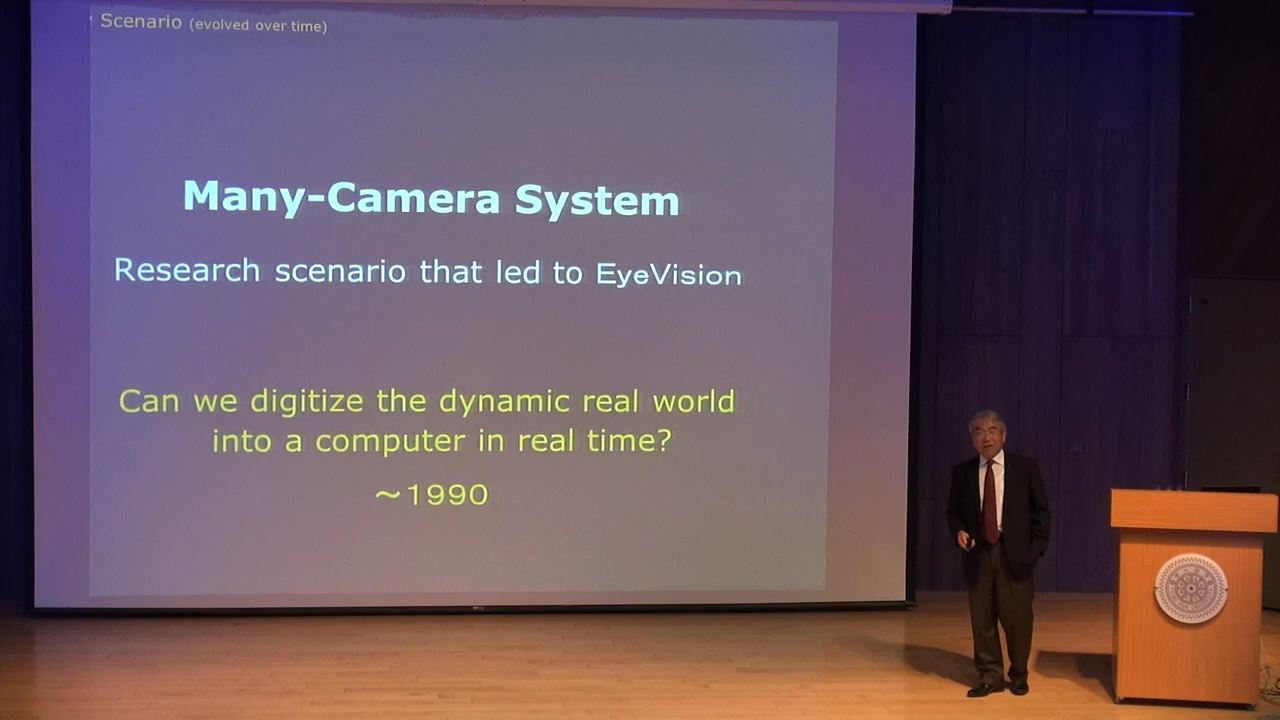 Scenario (evolved over time)
Many-Camera System
Research scenario that led to EyeVision
Can we digitize the dynamic real world
into a computer in real time?
~1990